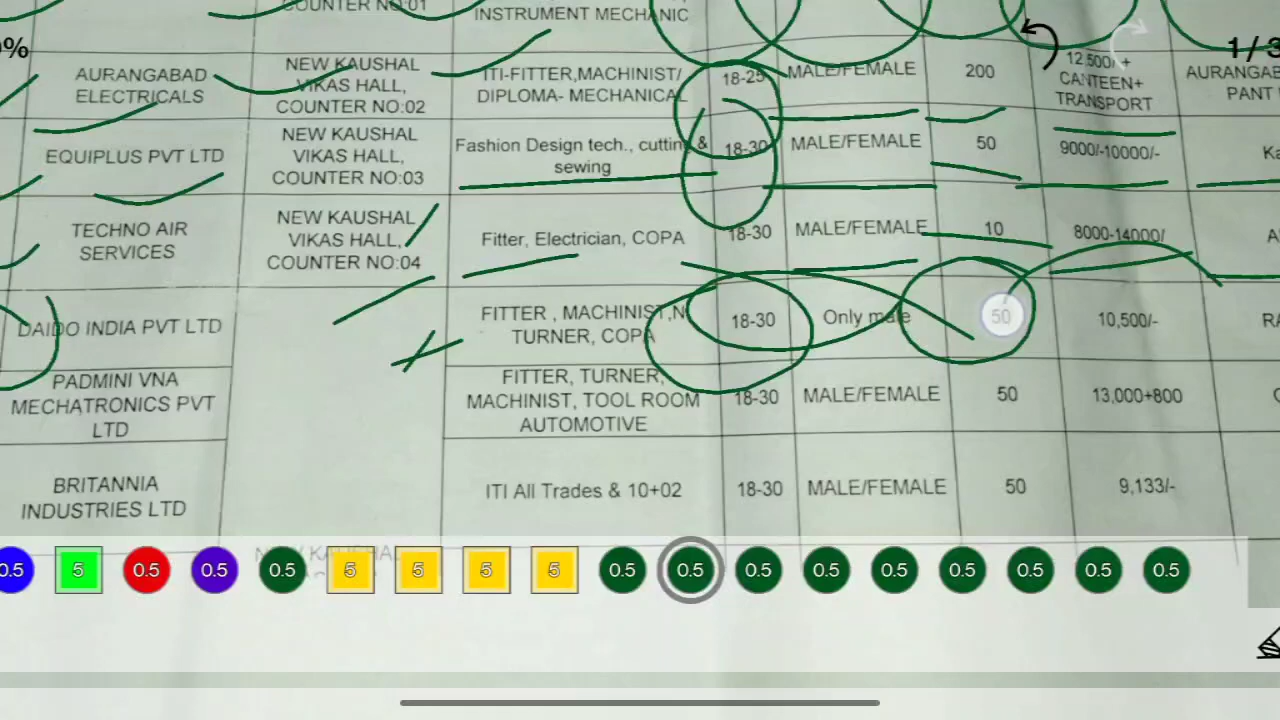 COUNTER NO:01
INSTRUMENT MECHANIC
0%
1/3
AURANGABAD
ELECTRICALS
NEW KAUSHAL
VIKAS HALL,
COUNTER NO:02
ITI-FITTER,MACHINIST/
DIPLOMA- MECHANICAL
18-25
MALE/FEMALE
200
12,500/-+
CANTEEN+
TRANSPORT
AURANGAB
PANT
EQUIPLUS PVT LTD
NEW KAUSHAL
VIKAS HALL,
COUNTER NO:03
Fashion Design tech., cutting &
sewing
18-30
MALE/FEMALE
50
9000/-10000/-
Ka
TECHNO AIR
SERVICES
NEW KAUSHAL
VIKAS HALL,
COUNTER NO:04
Fitter, Electrician, COPA
18-30
MALE/FEMALE
10
8000-14000/
DAIDO INDIA PVT LTD
FITTER , MACHINIST,N
TURNER, COPA
18-30
Only male
50
10,500/-
RA
PADMINI VNA
MECHATRONICS PVT
LTD
FITTER, TURNER,
MACHINIST, TOOL ROOM
AUTOMOTIVE
18-30
MALE/FEMALE
50
13,000+800
BRITANNIA
INDUSTRIES LTD
ITI All Trades & 10+02
18-30
MALE/FEMALE
50
9,133/-
KAUSHAL
0.5 5 0.5 0.5 0.5 5 5 5 5 0.5 0.5 0.5 0.5 0.5 0.5 0.5 0.5 0.5